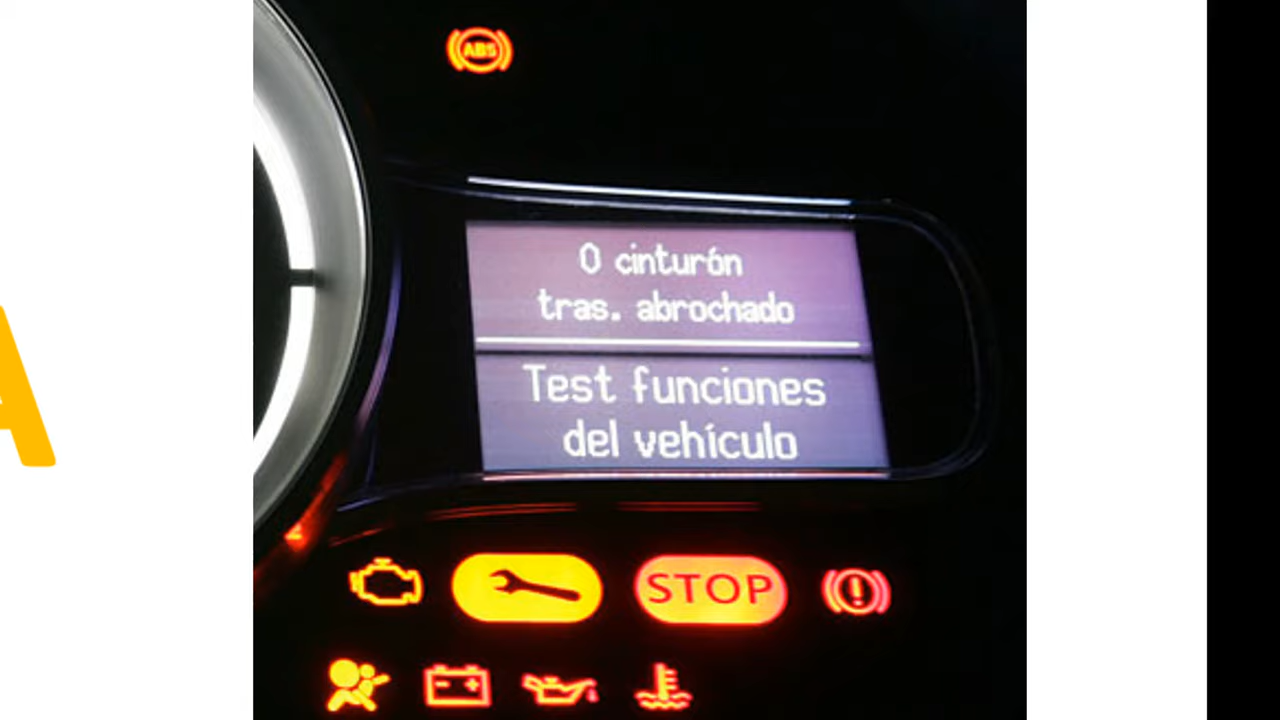 ABS
0 cinturón
tras. abrochado
Test funciones
del vehículo
STOP
A